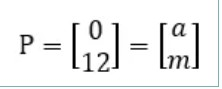 P = [0 12] = [a m]